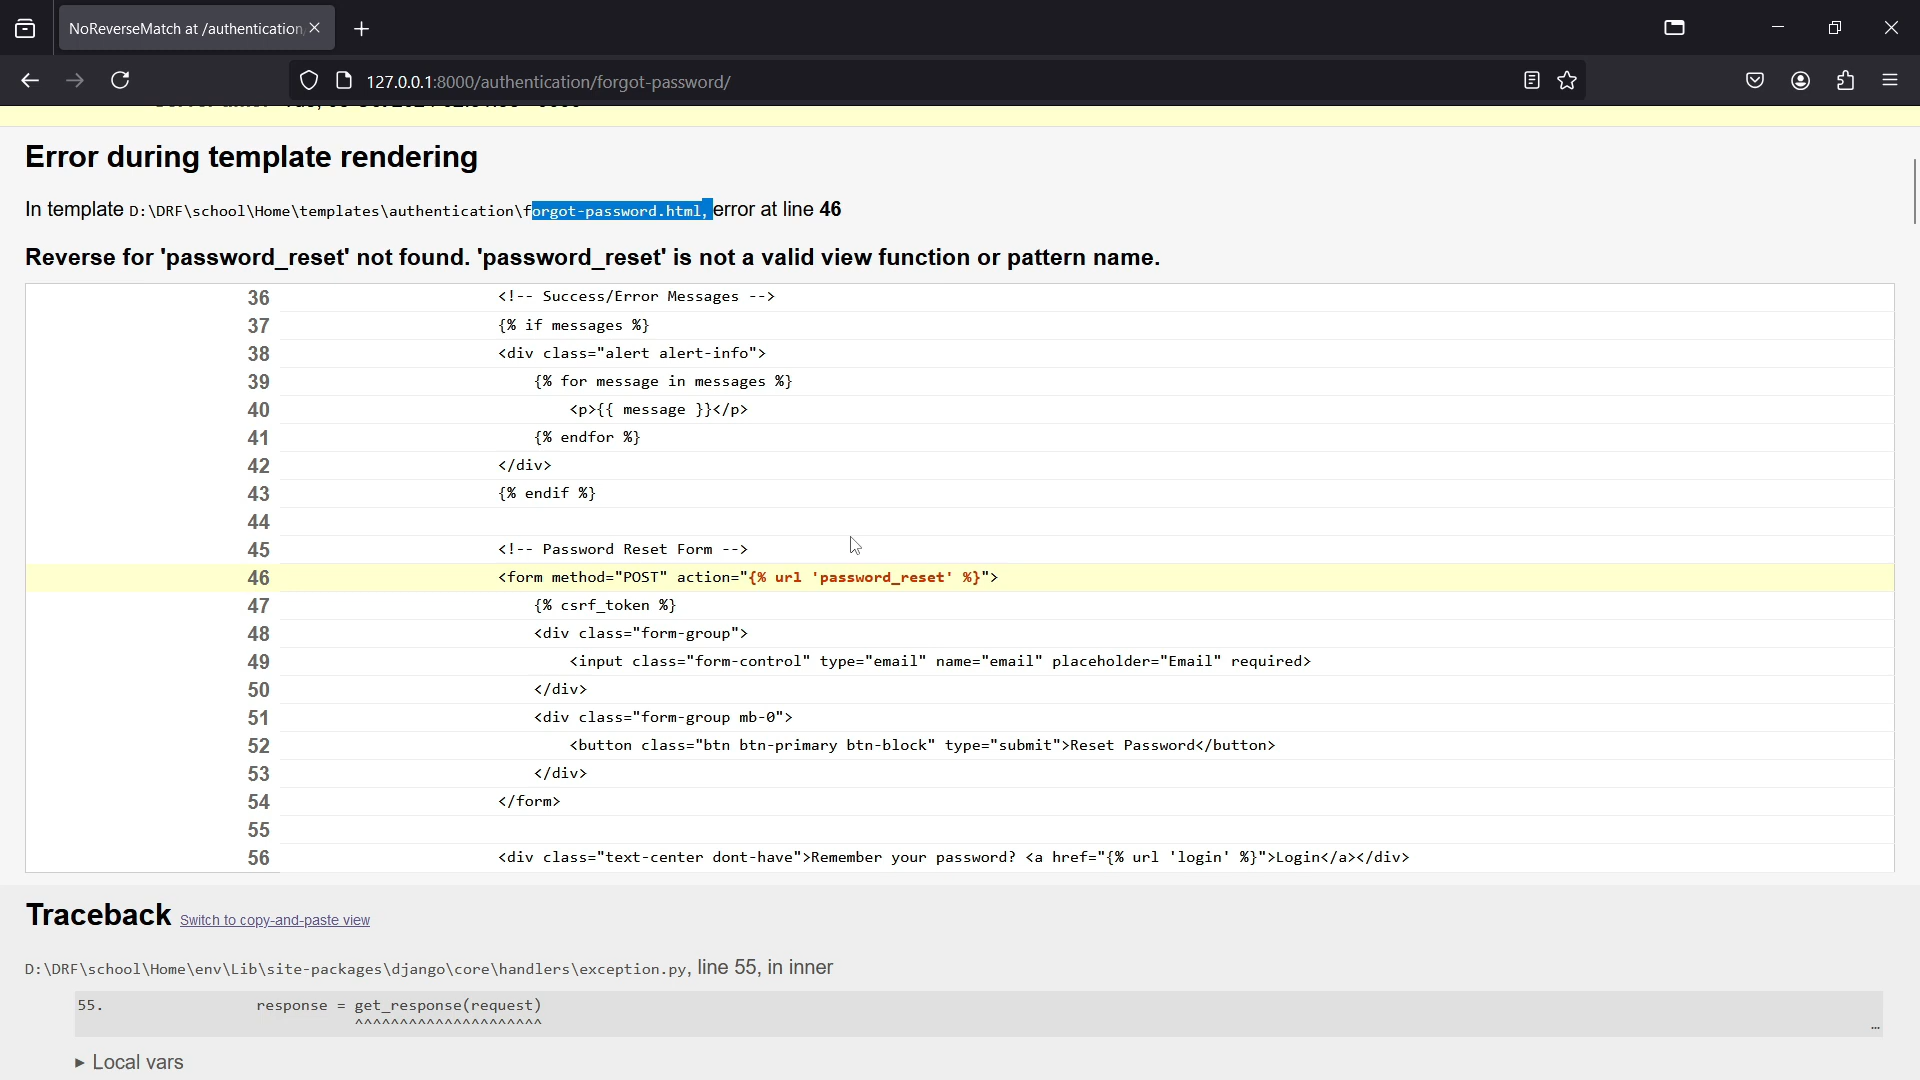 NoReverseMatch at /authentication
127.0.0.1:8000/authentication/forgot-password/
Error during template rendering
In template D:\DRF\school\Home\templates\authentication\forgot-password.html, error at line 46
Reverse for 'password_reset' not found. 'password_reset' is not a valid view function or pattern name.
36 <!-- Success/Error Messages -->
37 {% if messages %}
38 <div class="alert alert-info">
39 {% for message in messages %}
40 <p>{{ message }}</p>
41 {% endfor %}
42 </div>
43 {% endif %}
44
45 <!-- Password Reset Form -->
46 <form method="POST" action="{% url 'password_reset' %}">
47 {% csrf_token %}
48 <div class="form-group">
49 <input class="form-control" type="email" name="email" placeholder="Email" required>
50 </div>
51 <div class="form-group mb-0">
52 <button class="btn btn-primary btn-block" type="submit">Reset Password</button>
53 </div>
54 </form>
55
56 <div class="text-center dont-have">Remember your password? <a href="{% url 'login' %}">Login</a></div>
Traceback Switch to copy-and-paste view
D:\DRF\school\Home\env\Lib\site-packages\django\core\handlers\exception.py, line 55, in inner
55. response = get_response(request)
^^^^^^^^^^^^^^^^^^^^^
…
▶ Local vars